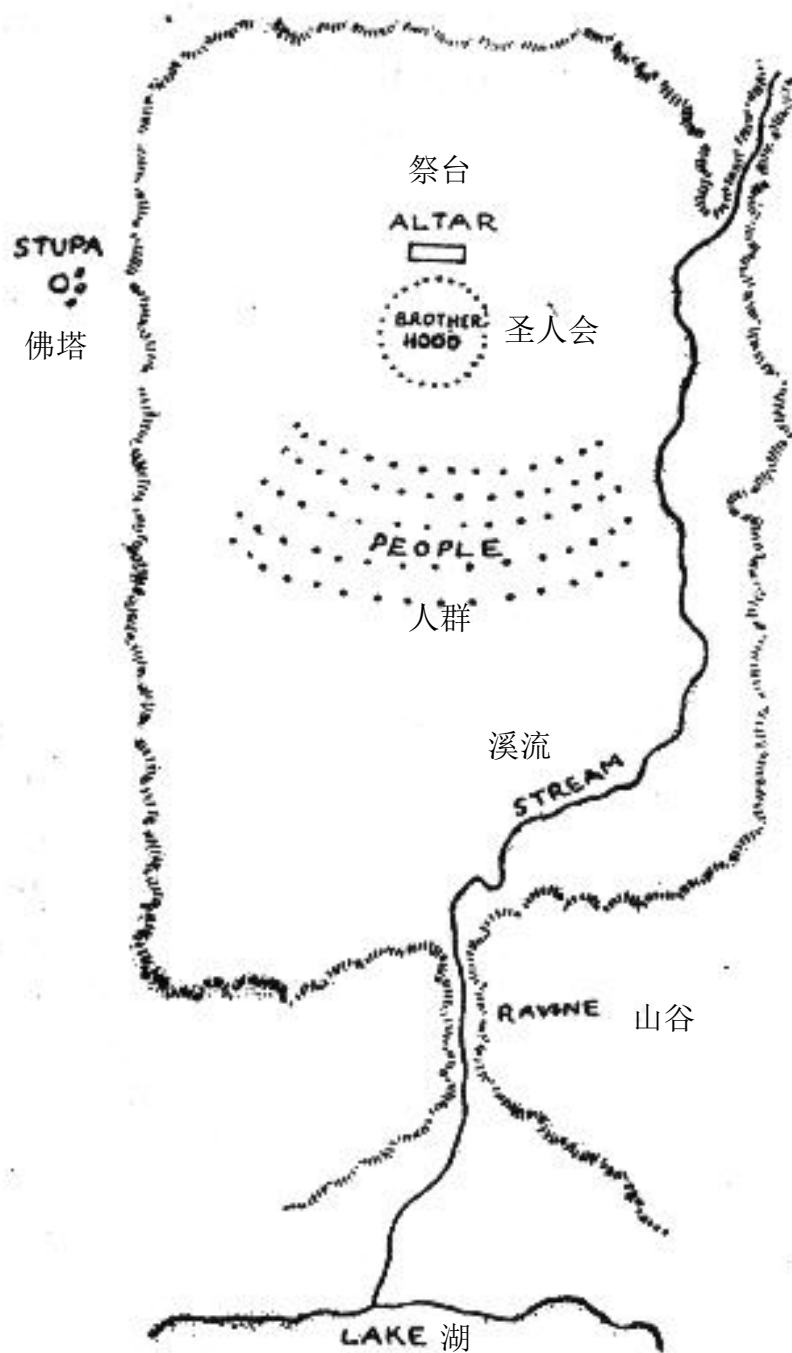 祭台
ALTAR
STUPA
佛塔
BROTHER
HOOD
圣人会
PEOPLE
人群
溪流
STREAM
RAVINE
山谷
LAKE 湖